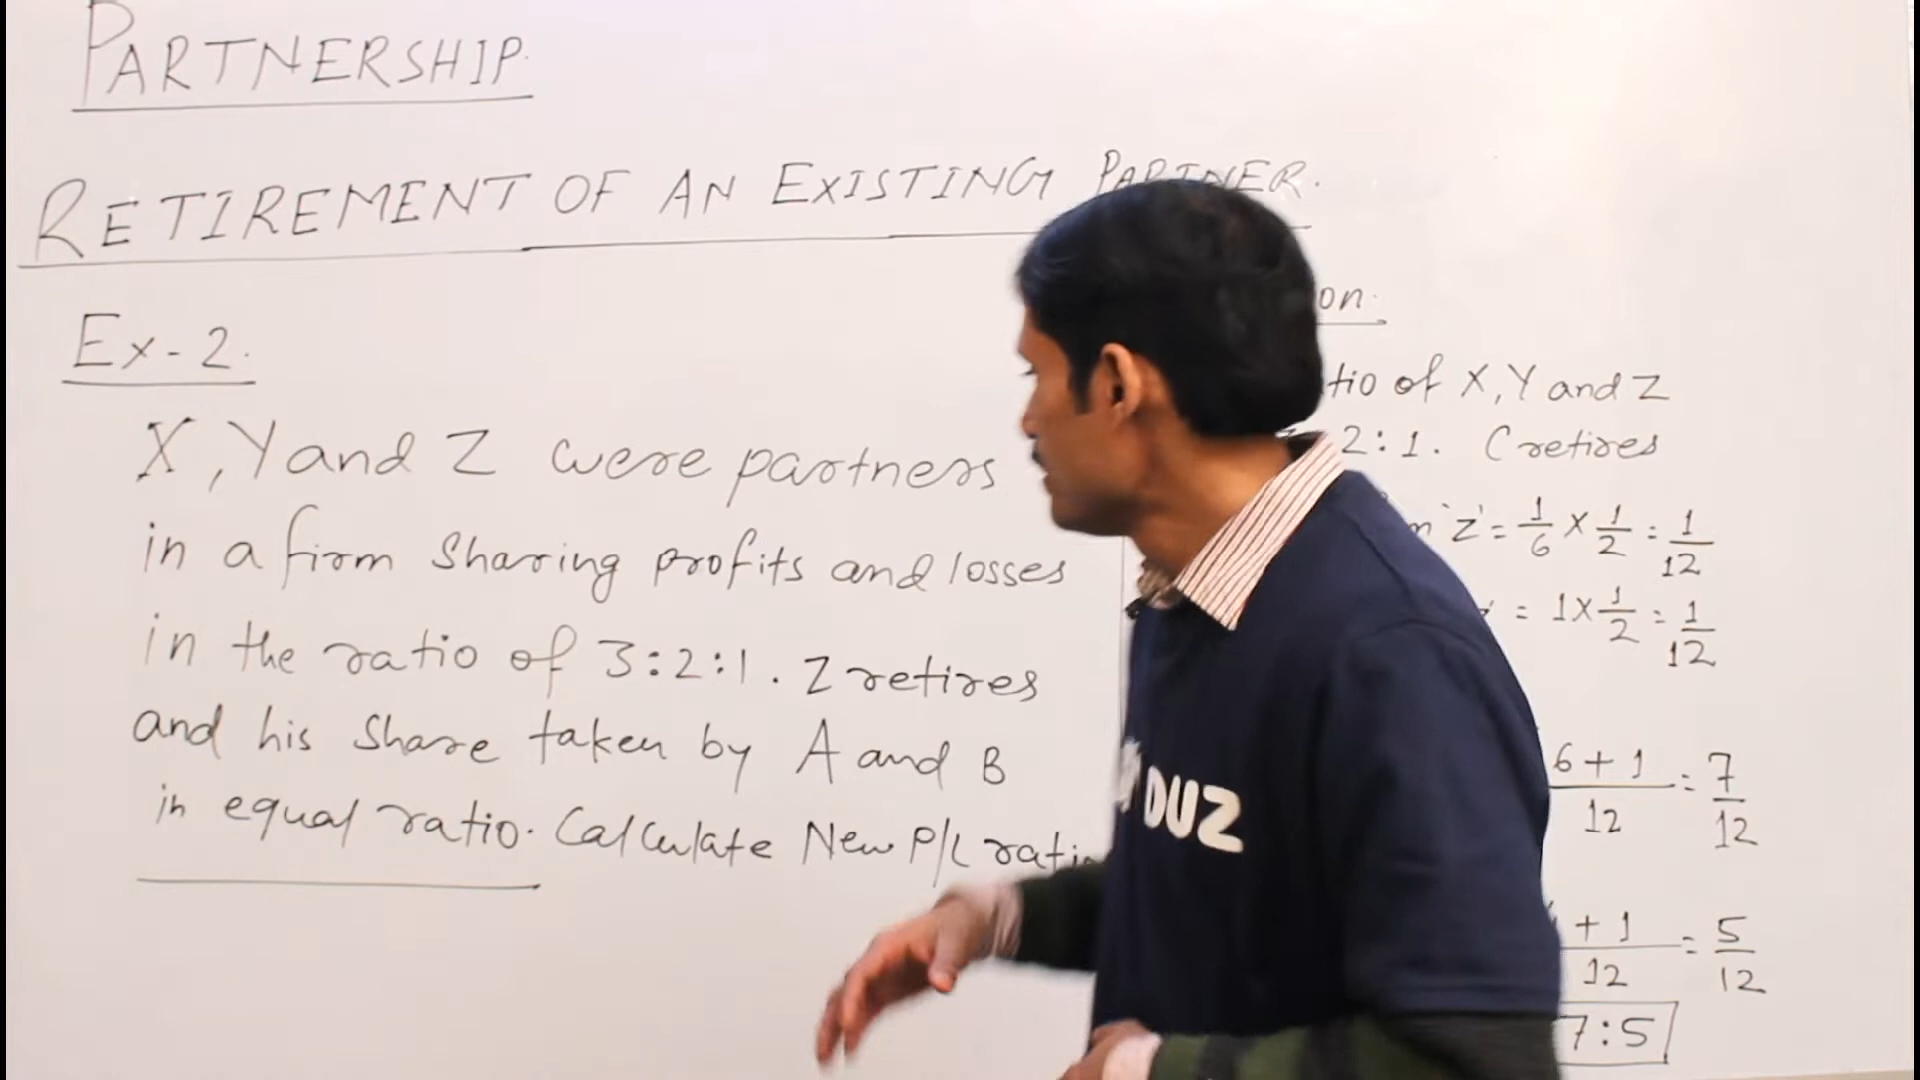 PARTNERSHIP.
RETIREMENT OF AN EXISTING PARTNER.
Ex-2.
X, Y and Z were partners
in a firm sharing profits and losses
in the ratio of 3:2:1. Z retires
and his share taken by A and B
in equal ratio. Calculate New P/L ratio
on.
tio of X, Y and Z
2:1. C retires
'Z' = 1/6 X 1/2 = 1/12
= 1 X 1/2 = 1/12
6+1/12 = 7/12
+1/12 = 5/12
7:5
DUZ